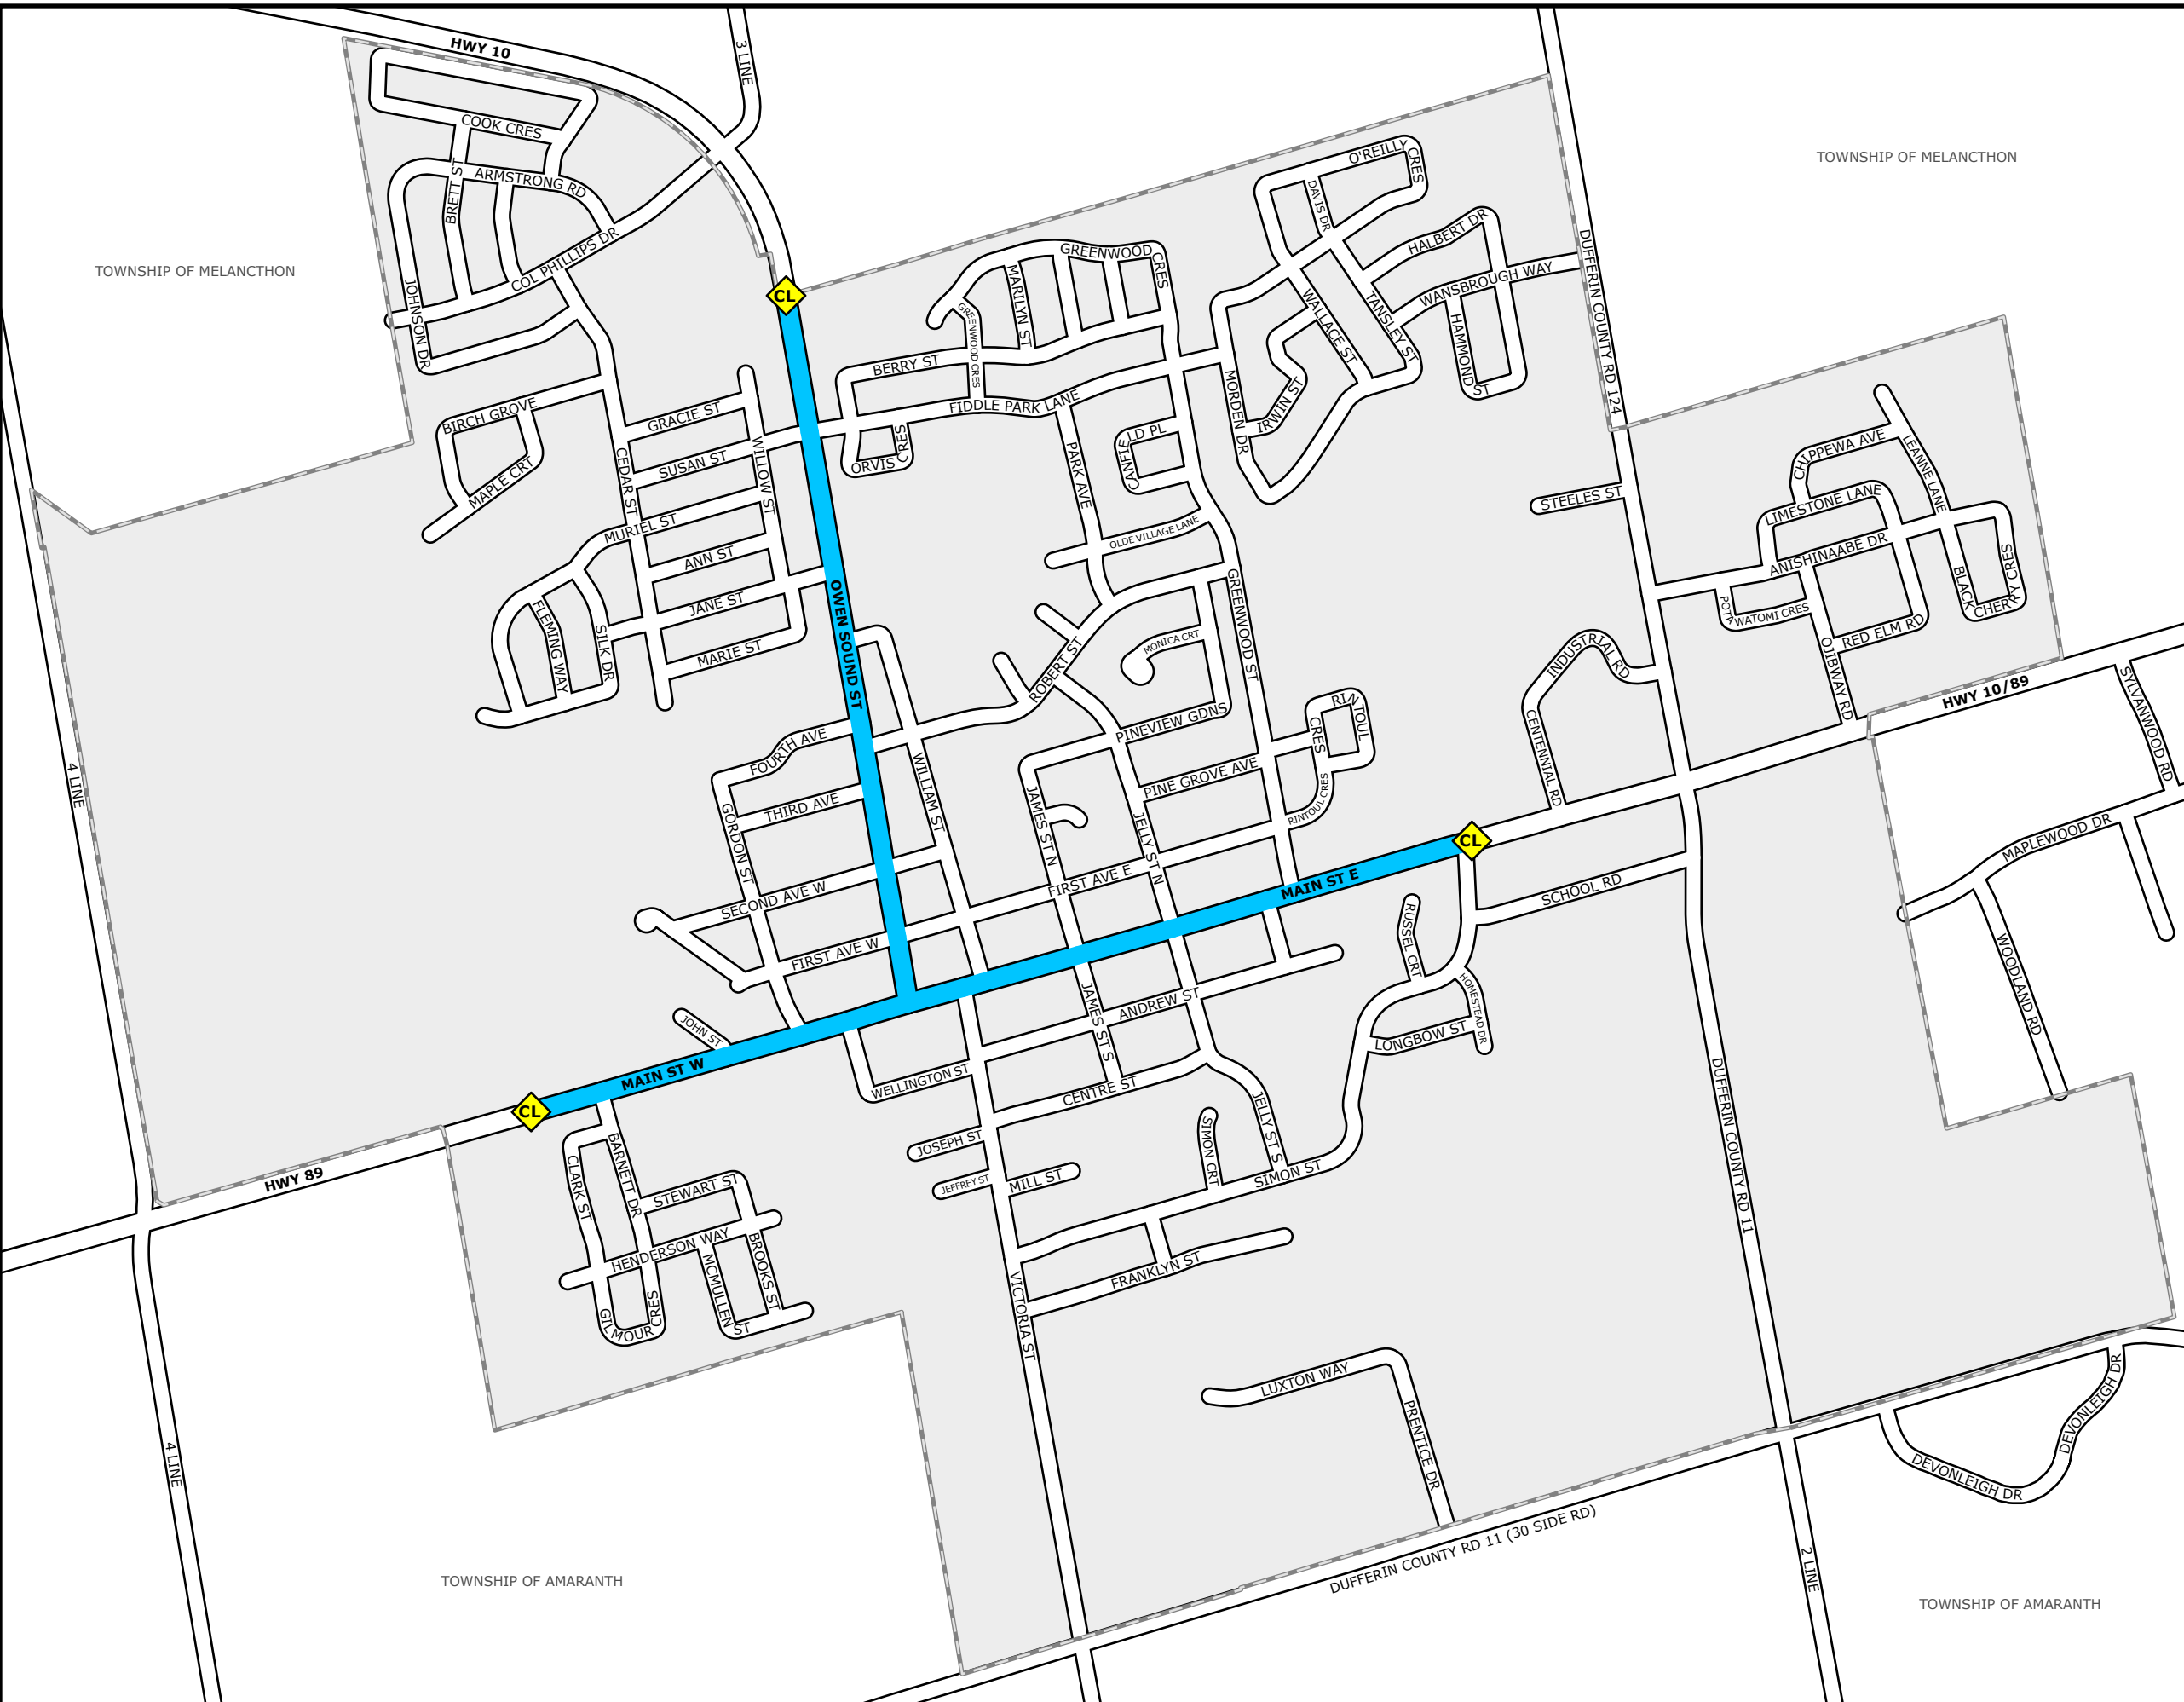 HWY 10
3 LINE
COOK CRES
BRETT ST
ARMSTRONG RD
COL PHILLIPS DR
JOHNSON DR
TOWNSHIP OF MELANCTHON
TOWNSHIP OF MELANCTHON
CL
O'REILLY CRES
DAVIS DR
HALBERT DR
WANSBROUGH WAY
TANSLEY ST
WALLACE ST
HAMMOND ST
DUFFERIN COUNTY RD 124
GREENWOOD CRES
MARILYN ST
GREENWOOD CRES
BERRY ST
FIDDLE PARK LANE
MORDEN DR
IRWIN ST
BIRCH GROVE
MAPLE CRT
GRACIE ST
CEDAR ST
SUSAN ST
WILLOW ST
ORVIS CRES
PARK AVE
CANFIELD PL
MURIEL ST
ANN ST
JANE ST
MARIE ST
OLDE VILLAGE LANE
STEELES ST
CHIPPEWA AVE
LEANNE LANE
LIMESTONE LANE
ANISHINAABE DR
POTAWATOMI CRES
RED ELM RD
OJIBWAY RD
BLACK CHERRY CRES
FLEMING WAY
SILK DR
OWEN SOUND ST
GREENWOOD ST
MONICA CRT
ROBERT ST
INDUSTRIAL RD
CENTENNIAL RD
HWY 10/89
SYLVANWOOD RD
4 LINE
FOURTH AVE
THIRD AVE
GORDON ST
WILLIAM ST
PINEVIEW GDNS
RINTOUL CRES
PINE GROVE AVE
RINTOUL CRES
JAMES ST N
JELLY ST N
SECOND AVE W
FIRST AVE W
FIRST AVE E
MAIN ST E
CL
SCHOOL RD
MAPLEWOOD DR
WOODLAND RD
RUSSEL CRT
HOMESTEAD DR
LONGBOW ST
JOHN ST
MAIN ST W
CL
ANDREW ST
JAMES ST S
WELLINGTON ST
CENTRE ST
JOSEPH ST
JEFFREY ST
MILL ST
SIMON CRT
JELLY ST S
SIMON ST
FRANKLYN ST
VICTORIA ST
DUFFERIN COUNTY RD 11
HWY 89
CLARK ST
BARNETT DR
STEWART ST
HENDERSON WAY
BROOKS ST
MCMULLEN ST
GILMOUR CRES
LUXTON WAY
PRENTICE DR
DEVONLEIGH DR
DEVONLEIGH DR
4 LINE
DUFFERIN COUNTY RD 11 (30 SIDE RD)
2 LINE
TOWNSHIP OF AMARANTH
TOWNSHIP OF AMARANTH